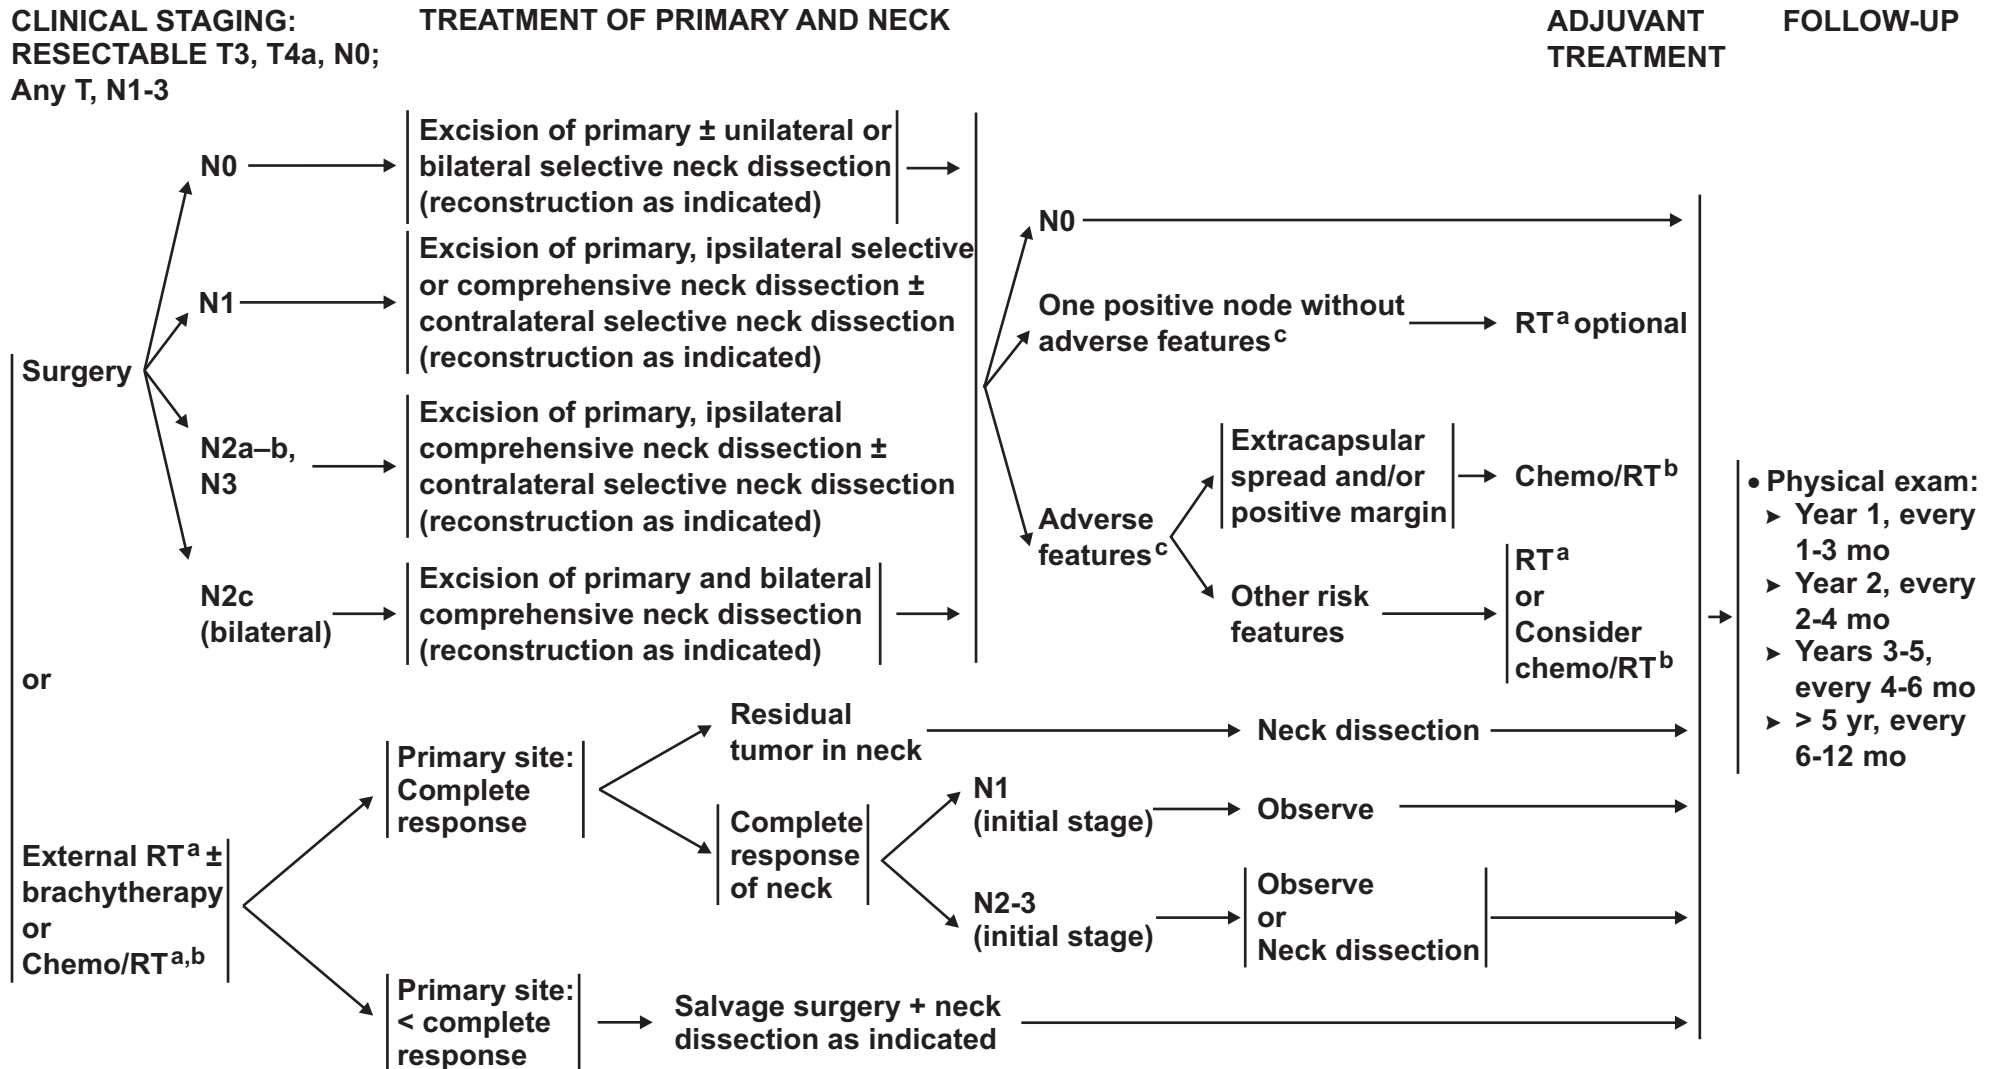 CLINICAL STAGING:
RESECTABLE T3, T4a, N0;
Any T, N1-3
TREATMENT OF PRIMARY AND NECK
ADJUVANT
TREATMENT
FOLLOW-UP
Surgery
or
External RTa ±
brachytherapy
or
Chemo/RTa,b
N0
Excision of primary ± unilateral or
bilateral selective neck dissection
(reconstruction as indicated)
N1
Excision of primary, ipsilateral selective
or comprehensive neck dissection ±
contralateral selective neck dissection
(reconstruction as indicated)
N2a–b,
N3
Excision of primary, ipsilateral
comprehensive neck dissection ±
contralateral selective neck dissection
(reconstruction as indicated)
N2c
(bilateral)
Excision of primary and bilateral
comprehensive neck dissection
(reconstruction as indicated)
N0
One positive node without
adverse featuresc
RTa optional
Adverse
featuresc
Extracapsular
spread and/or
positive margin
Chemo/RTb
Other risk
features
RTa
or
Consider
chemo/RTb
Primary site:
Complete
response
Residual
tumor in neck
Neck dissection
Complete
response
of neck
N1
(initial stage)
Observe
N2-3
(initial stage)
Observe
or
Neck dissection
Primary site:
< complete
response
Salvage surgery + neck
dissection as indicated
• Physical exam:
➤ Year 1, every
1-3 mo
➤ Year 2, every
2-4 mo
➤ Years 3-5,
every 4-6 mo
➤ > 5 yr, every
6-12 mo